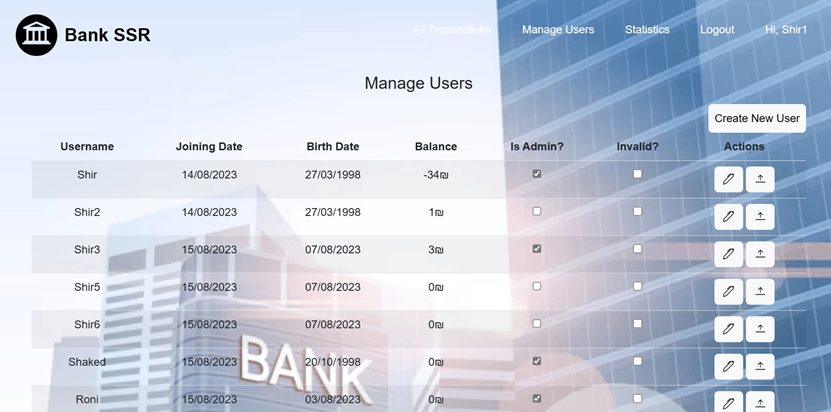 Bank SSR
All Transactions Manage Users Statistics Logout Hi, Shir1
Manage Users
Create New User
Username Joining Date Birth Date Balance Is Admin? Invalid? Actions
Shir 14/08/2023 27/03/1998 -34₪
Shir2 14/08/2023 27/03/1998 1₪
Shir3 15/08/2023 07/08/2023 3₪
Shir5 15/08/2023 07/08/2023 0₪
Shir6 15/08/2023 07/08/2023 0₪
Shaked 15/08/2023 20/10/1998 0₪
Roni 15/08/2023 03/08/2023 0₪
BANK